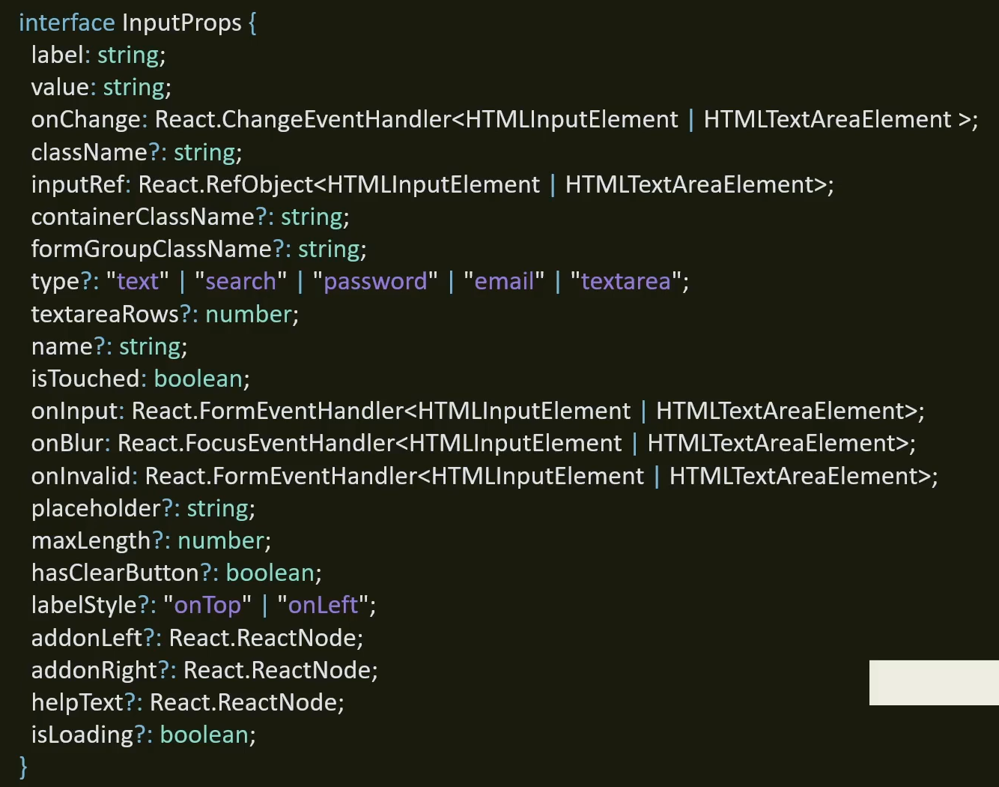 interface InputProps {
label: string;
value: string;
onChange: React.ChangeEventHandler<HTMLInputElement | HTMLTextAreaElement >;
className?: string;
inputRef: React.RefObject<HTMLInputElement | HTMLTextAreaElement>;
containerClassName?: string;
formGroupClassName?: string;
type?: "text" | "search" | "password" | "email" | "textarea";
textareaRows?: number;
name?: string;
isTouched: boolean;
onInput: React.FormEventHandler<HTMLInputElement | HTMLTextAreaElement>;
onBlur: React.FocusEventHandler<HTMLInputElement | HTMLTextAreaElement>;
onInvalid: React.FormEventHandler<HTMLInputElement | HTMLTextAreaElement>;
placeholder?: string;
maxLength?: number;
hasClearButton?: boolean;
labelStyle?: "onTop" | "onLeft";
addonLeft?: React.ReactNode;
addonRight?: React.ReactNode;
helpText?: React.ReactNode;
isLoading?: boolean;
}